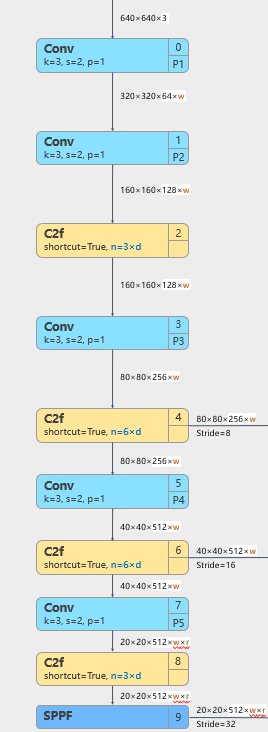 640×640×3
Conv 0
k=3, s=2, p=1 P1
320×320×64×w
Conv 1
k=3, s=2, p=1 P2
160×160×128×w
C2f 2
shortcut=True, n=3×d
160×160×128×w
Conv 3
k=3, s=2, p=1 P3
80×80×256×w
C2f 4
shortcut=True, n=6×d
80×80×256×w
Stride=8
80×80×256×w
Conv 5
k=3, s=2, p=1 P4
40×40×512×w
C2f 6
shortcut=True, n=6×d
40×40×512×w
Stride=16
40×40×512×w
Conv 7
k=3, s=2, p=1 P5
20×20×512×w×r
C2f 8
shortcut=True, n=3×d
20×20×512×w×r
SPPF 9
20×20×512×w×r
Stride=32